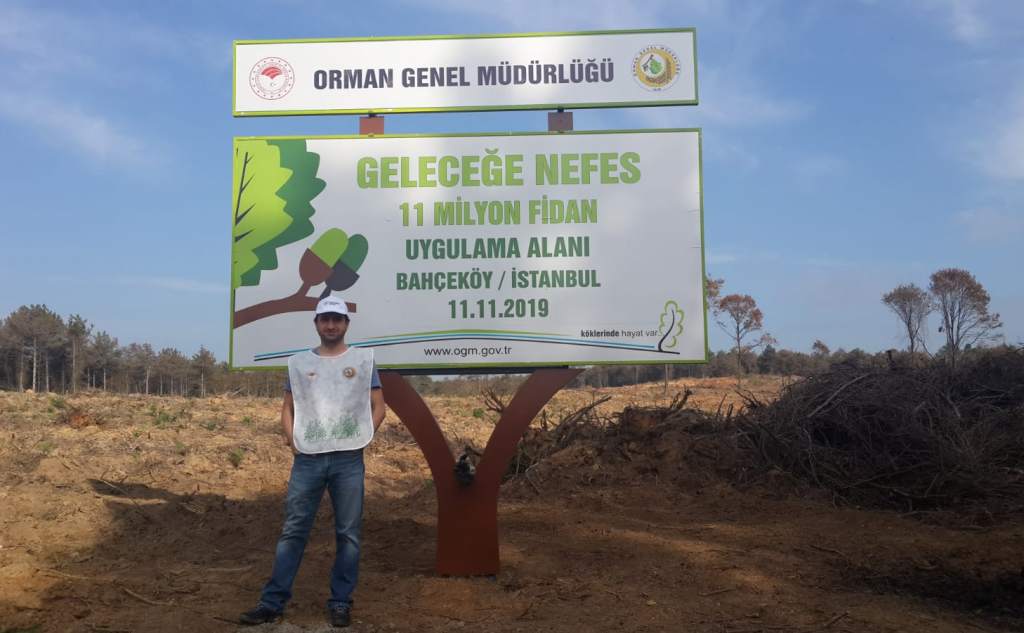 ORMAN GENEL MÜDÜRLÜĞÜ
GELECEĞE NEFES
11 MİLYON FİDAN
UYGULAMA ALANI
BAHÇEKÖY / İSTANBUL
11.11.2019
köklerinde hayat var
www.ogm.gov.tr